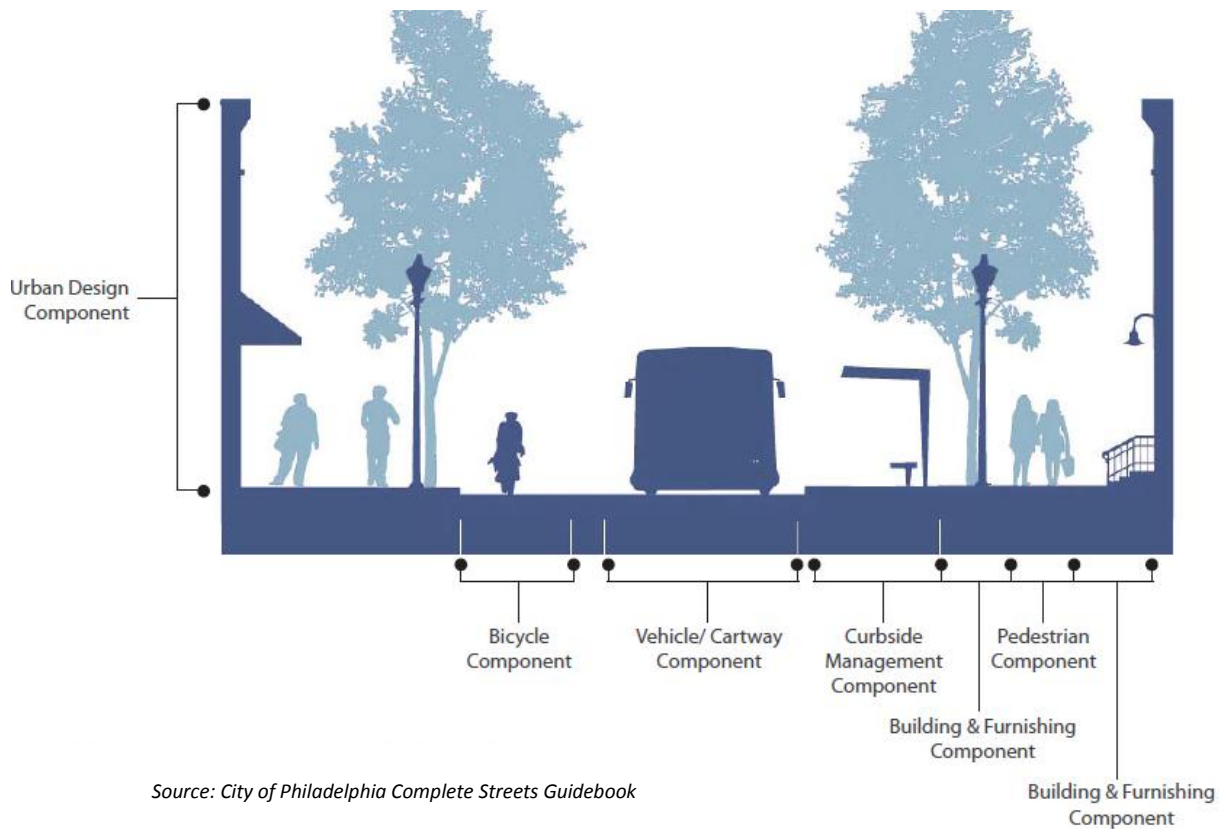 Urban Design
Component
Bicycle
Component
Vehicle/ Cartway
Component
Curbside
Management
Component
Pedestrian
Component
Building & Furnishing
Component
Source: City of Philadelphia Complete Streets Guidebook
Building & Furnishing
Component